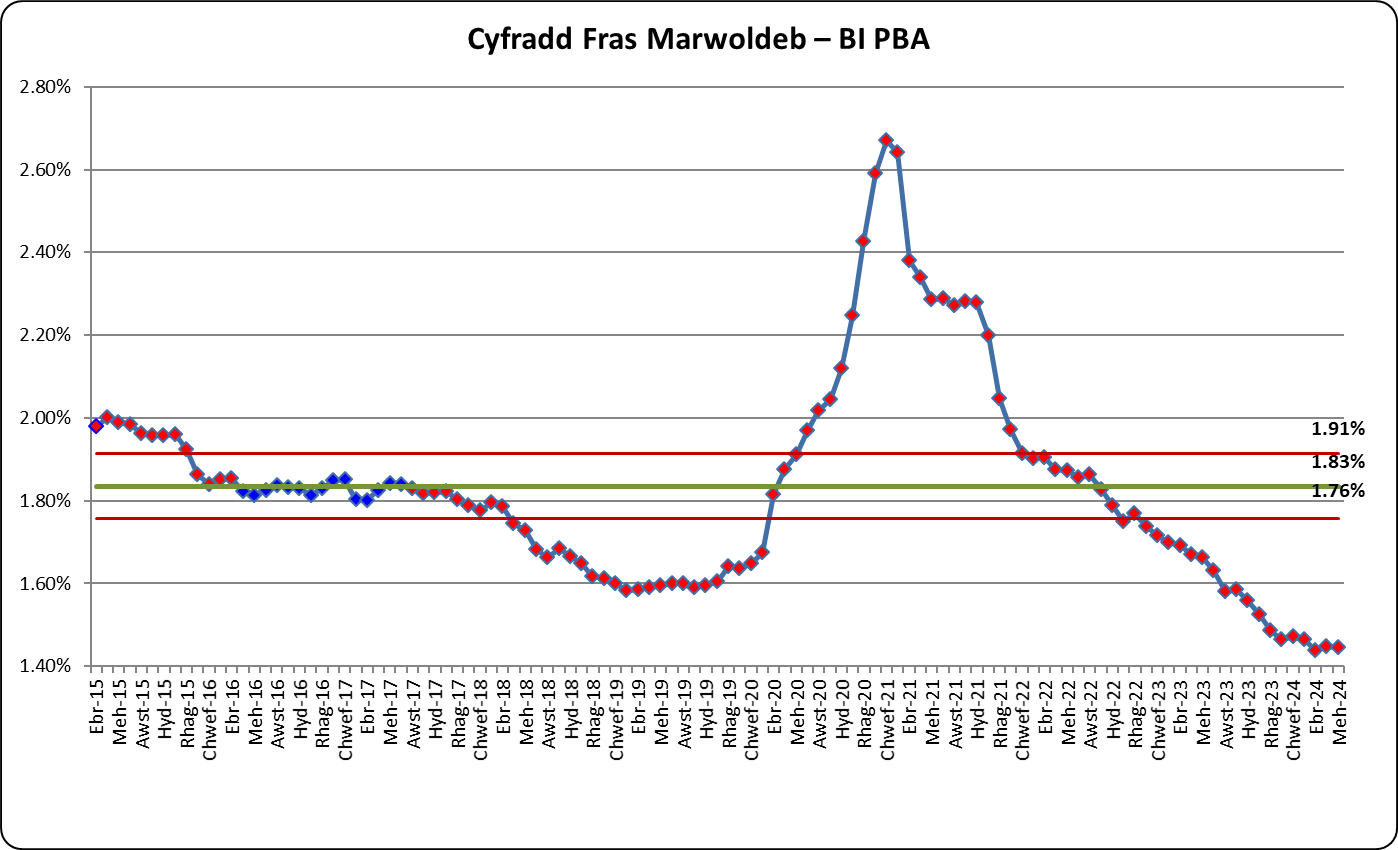 Cyfradd Fras Marwoldeb – BI PBA
2.80%
2.60%
2.40%
2.20%
2.00%
1.80%
1.60%
1.40%
1.91%
1.83%
1.76%
Ebr-15
Meh-15
Awst-15
Hyd-15
Rhag-15
Chwef-16
Ebr-16
Meh-16
Awst-16
Hyd-16
Rhag-16
Chwef-17
Ebr-17
Meh-17
Awst-17
Hyd-17
Rhag-17
Chwef-18
Ebr-18
Meh-18
Awst-18
Hyd-18
Rhag-18
Chwef-19
Ebr-19
Meh-19
Awst-19
Hyd-19
Rhag-19
Chwef-20
Ebr-20
Meh-20
Awst-20
Hyd-20
Rhag-20
Chwef-21
Ebr-21
Meh-21
Awst-21
Hyd-21
Rhag-21
Chwef-22
Ebr-22
Meh-22
Awst-22
Hyd-22
Rhag-22
Chwef-23
Ebr-23
Meh-23
Awst-23
Hyd-23
Rhag-23
Chwef-24
Ebr-24
Meh-24